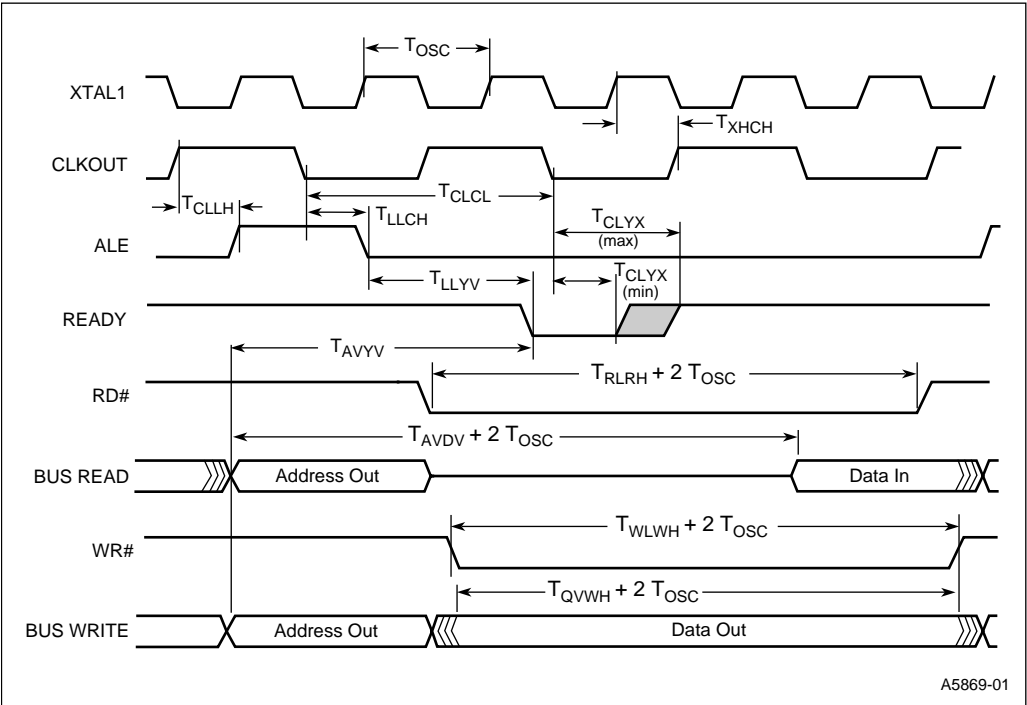 T_OSC
XTAL1
T_XHCH
CLKOUT
T_CLLH
T_CLCL
T_LLCH
T_CLYX
(max)
ALE
T_LLYV
T_CLYX
(min)
READY
T_AVYV
T_RLRH + 2 T_OSC
RD#
T_AVDV + 2 T_OSC
BUS READ
Address Out
Data In
T_WLWH + 2 T_OSC
WR#
T_QVWH + 2 T_OSC
BUS WRITE
Address Out
Data Out
A5869-01